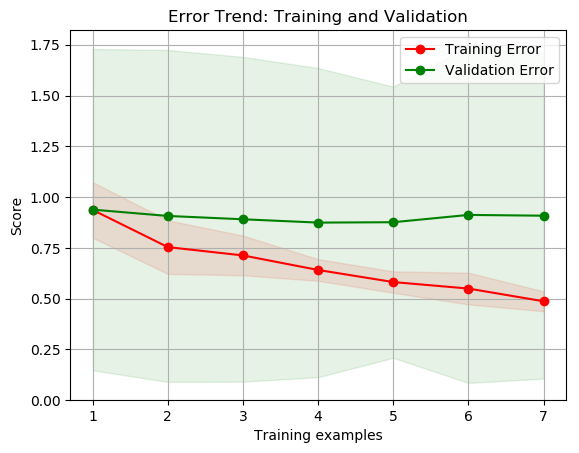 Error Trend: Training and Validation
Training Error
Validation Error
Score
1.75
1.50
1.25
1.00
0.75
0.50
0.25
0.00
1 2 3 4 5 6 7
Training examples